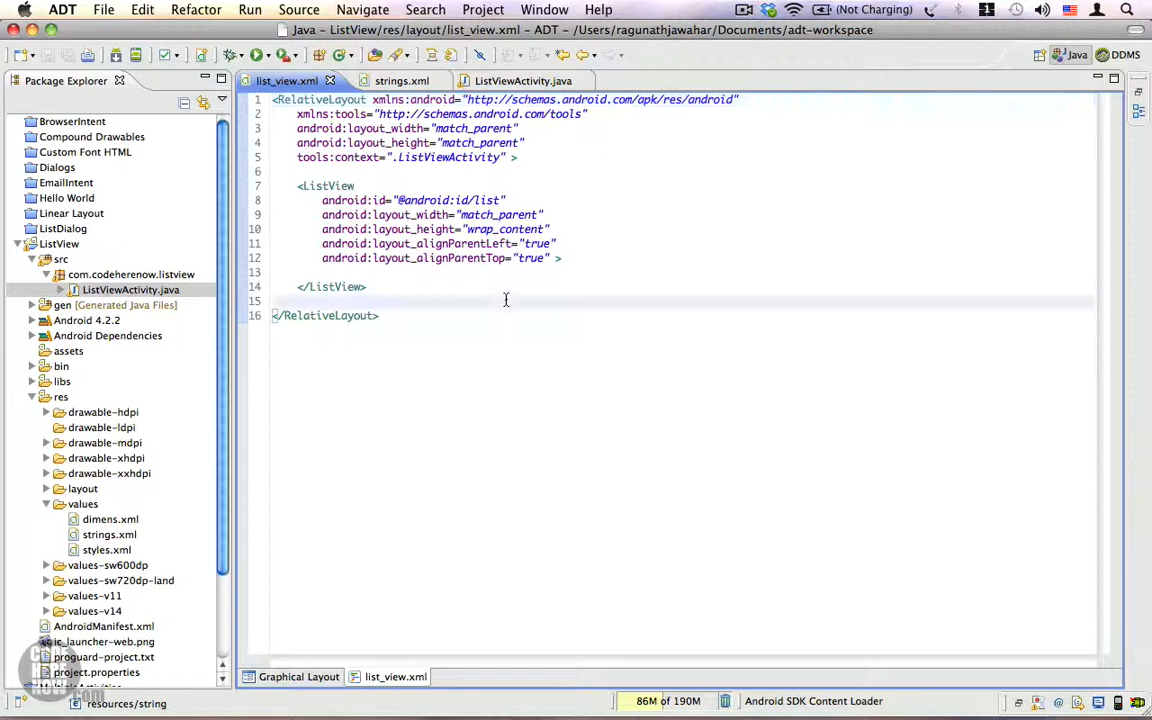 ADT File Edit Refactor Source Navigate Search Project Run Window Help (Not Charging) 1
Java – ListView/res/layout/list_view.xml – ADT – /Users/ragunathjawahar/Documents/adt-workspace
Java DDMS
Package Explorer
list_view.xml strings.xml ListViewActivity.java
BrowserIntent
Compound Drawables
Custom Font HTML
Dialogs
EmailIntent
Hello World
Linear Layout
ListDialog
ListView
src
com.codeherenow.listview
ListViewActivity.java
gen [Generated Java Files]
Android 4.2.2
Android Dependencies
assets
bin
libs
res
drawable-hdpi
drawable-ldpi
drawable-mdpi
drawable-xhdpi
drawable-xxhdpi
layout
values
dimens.xml
strings.xml
styles.xml
values-sw600dp
values-sw720dp-land
values-v11
values-v14
AndroidManifest.xml
ic_launcher-web.png
proguard-project.txt
project.properties
1 <RelativeLayout xmlns:android="http://schemas.android.com/apk/res/android"
2 xmlns:tools="http://schemas.android.com/tools"
3 android:layout_width="match_parent"
4 android:layout_height="match_parent"
5 tools:context=".ListViewActivity" >
6
7 <ListView
8 android:id="@android:id/list"
9 android:layout_width="match_parent"
10 android:layout_height="wrap_content"
11 android:layout_alignParentLeft="true"
12 android:layout_alignParentTop="true" >
13
14 </ListView>
15
16 </RelativeLayout>
Graphical Layout list_view.xml
CODE HERE NOW .com
resources/string 86M of 190M Android SDK Content Loader